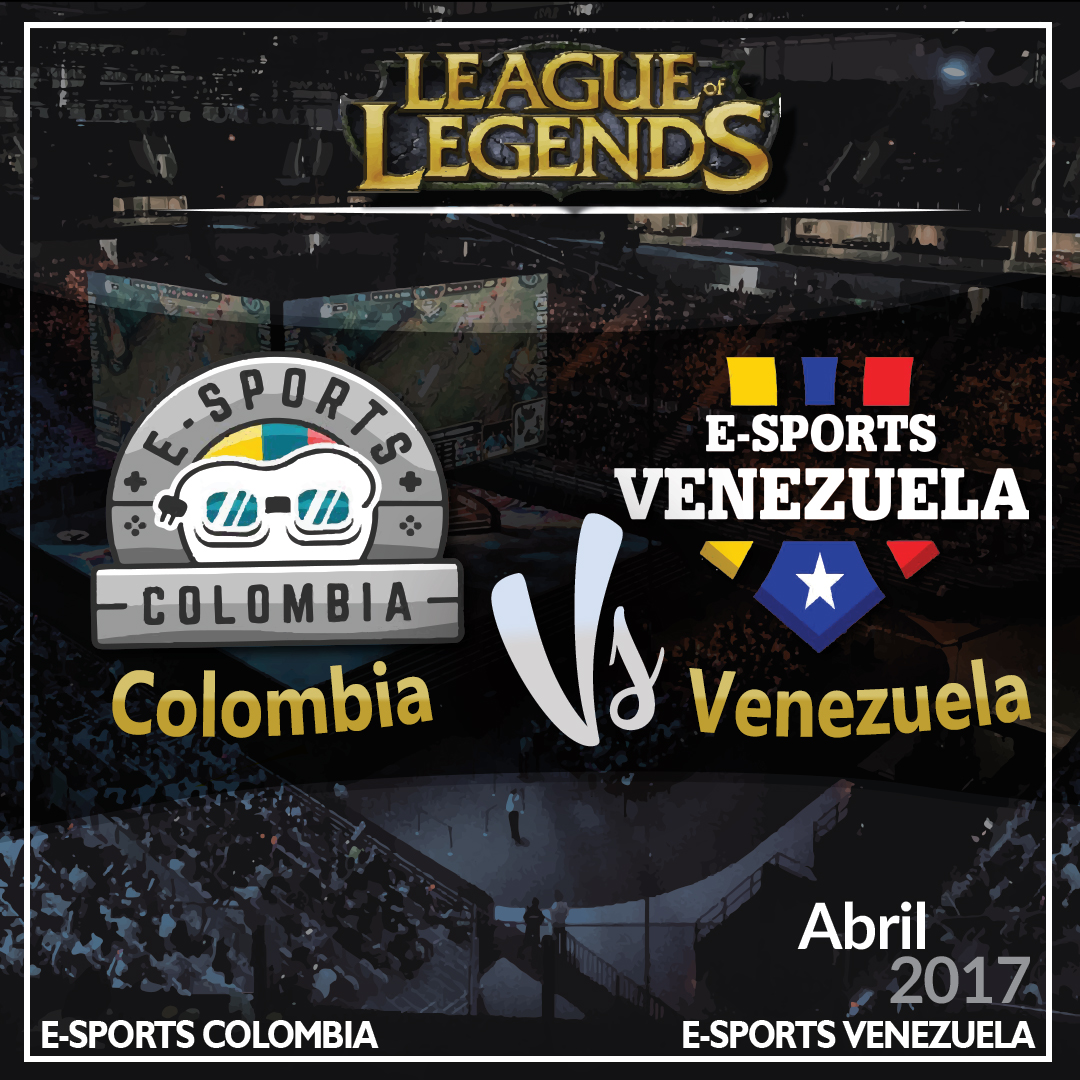 LEAGUE of
LEGENDS
E-SPORTS
COLOMBIA
Colombia
Vs
E-SPORTS
VENEZUELA
Venezuela
Abril
2017
E-SPORTS COLOMBIA
E-SPORTS VENEZUELA